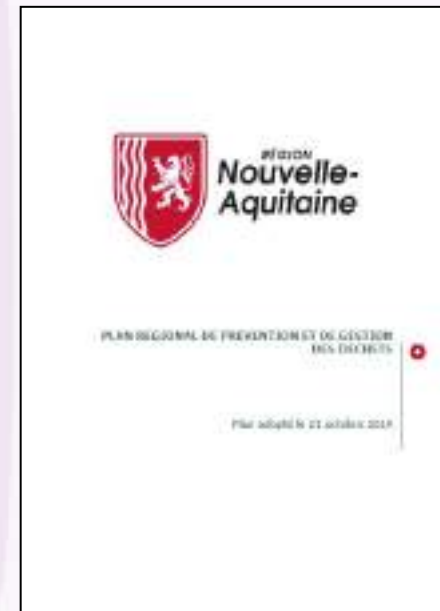 RÉGION
Nouvelle-
Aquitaine
PLAN REGIONAL DE PREVENTION ET DE GESTION
DES DECHETS
Plan adopté le 21 octobre 2019